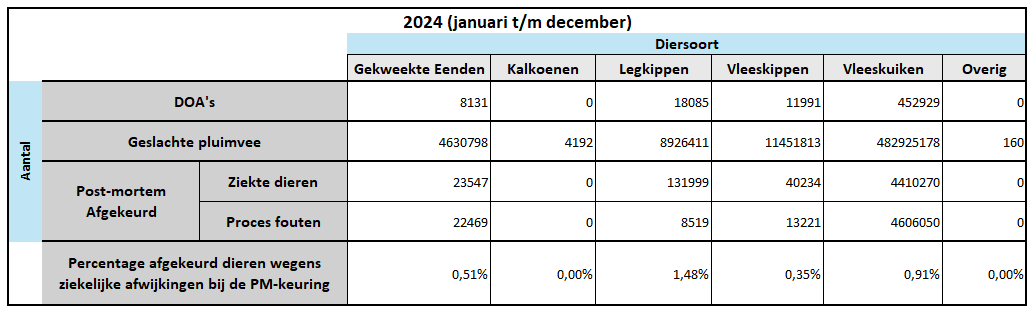 2024 (januari t/m december)
Diersoort
Gekweekte Eenden Kalkoenen Legkippen Vleeskippen Vleeskuiken Overig
Aantal
DOA's 8131 0 18085 11991 452929 0
Geslachte pluimvee 4630798 4192 8926411 11451813 482925178 160
Post-mortem
Afgekeurd
Ziekte dieren 23547 0 131999 40234 4410270 0
Proces fouten 22469 0 8519 13221 4606050 0
Percentage afgekeurd dieren wegens
ziekelijke afwijkingen bij de PM-keuring
0,51% 0,00% 1,48% 0,35% 0,91% 0,00%